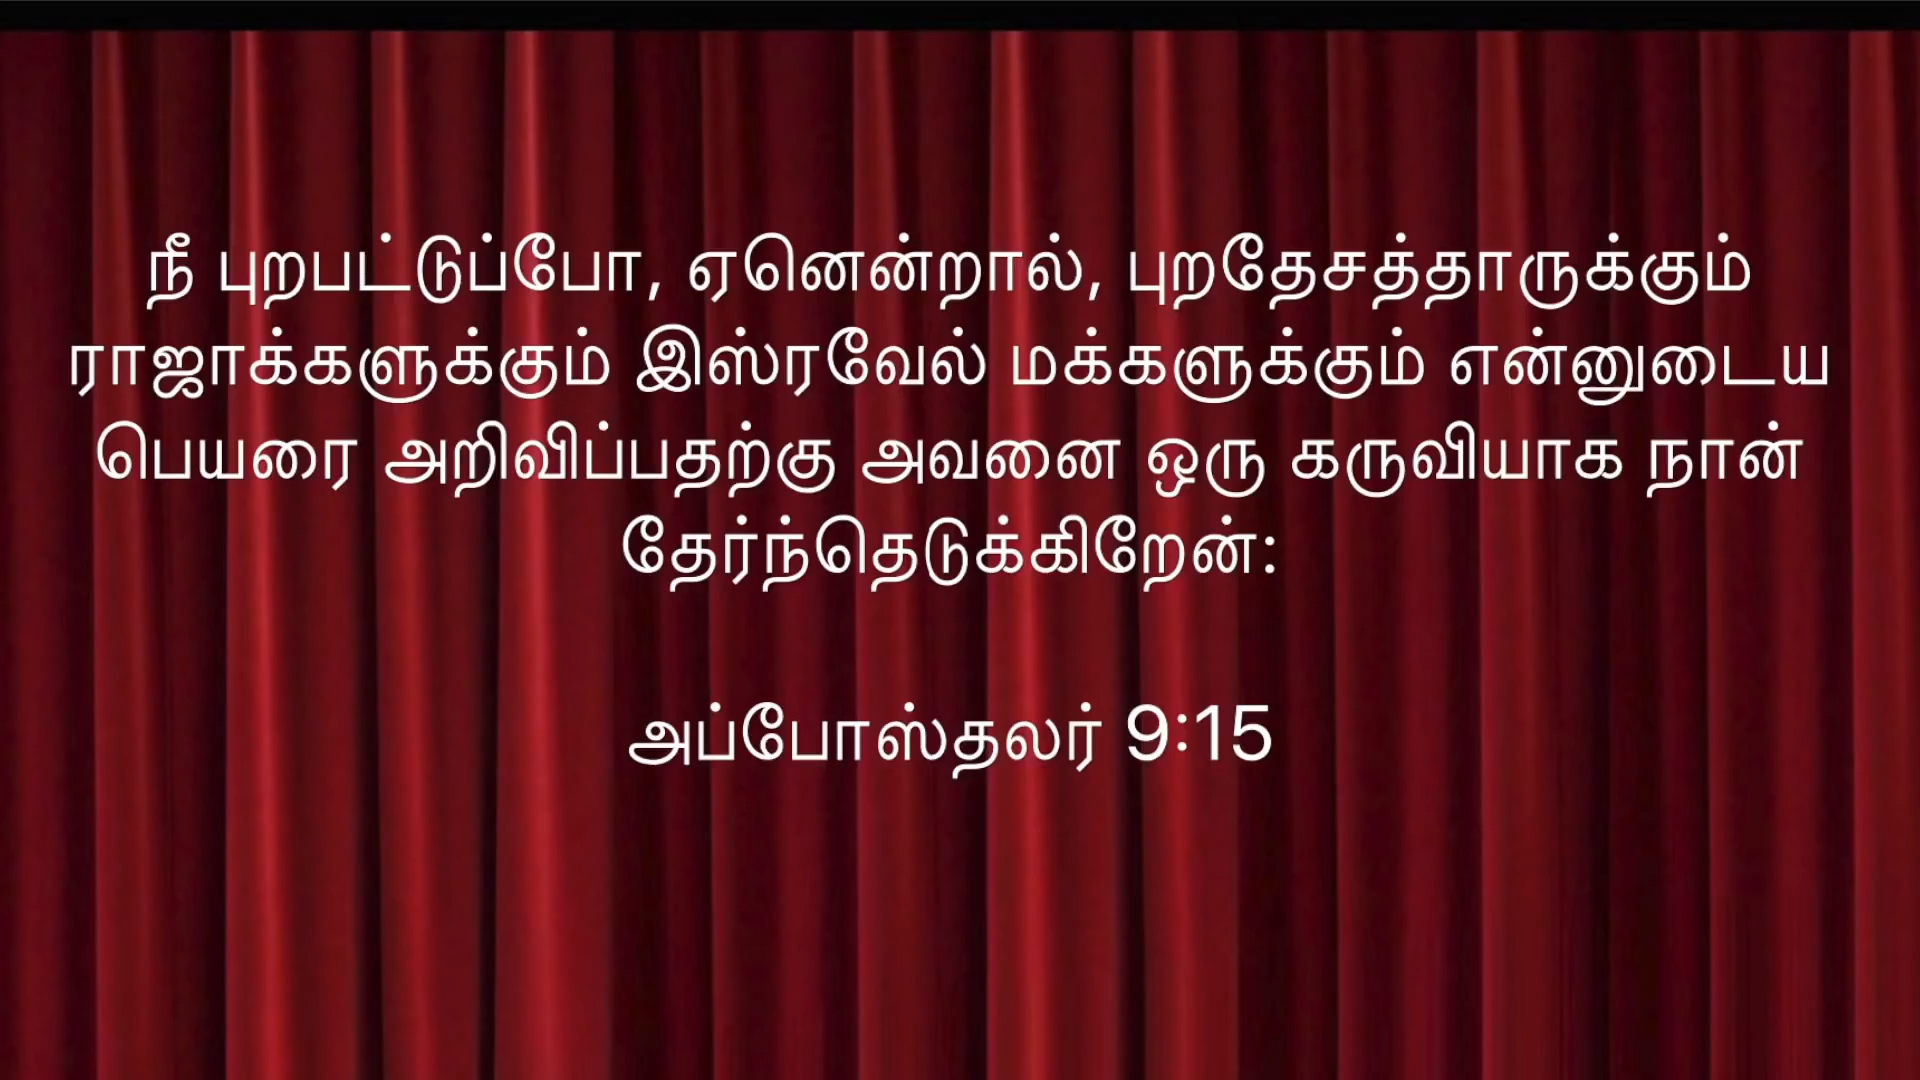 நீ புறபட்டுப்போ, ஏனென்றால், புறதேசத்தாருக்கும்
ராஜாக்களுக்கும் இஸ்ரவேல் மக்களுக்கும் என்னுடைய
பெயரை அறிவிப்பதற்கு அவனை ஒரு கருவியாக நான்
தேர்ந்தெடுக்கிறேன்:
அப்போஸ்தலர் 9:15